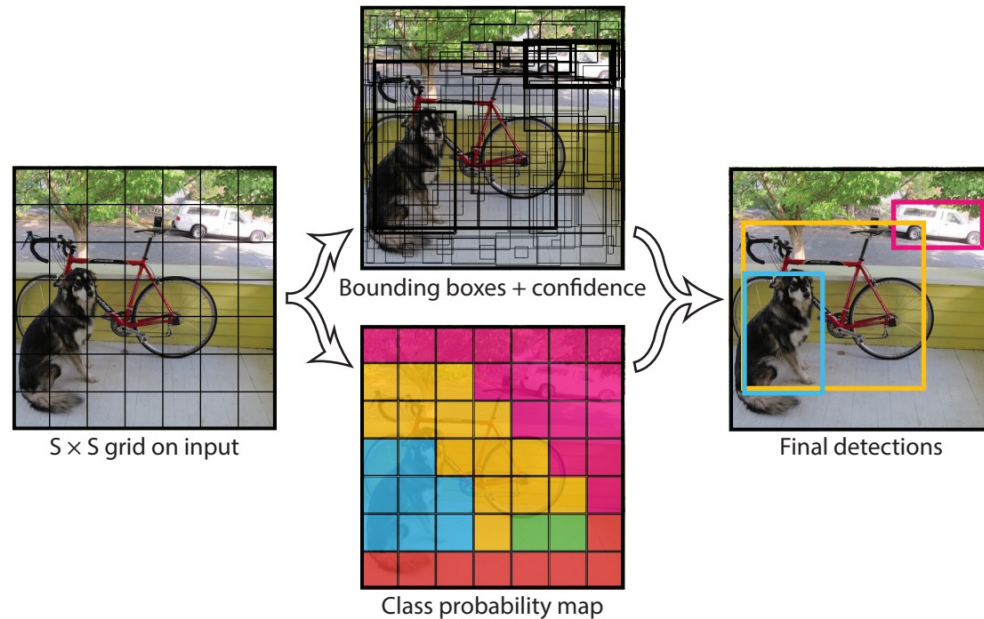 S × S grid on input
Bounding boxes + confidence
Class probability map
Final detections